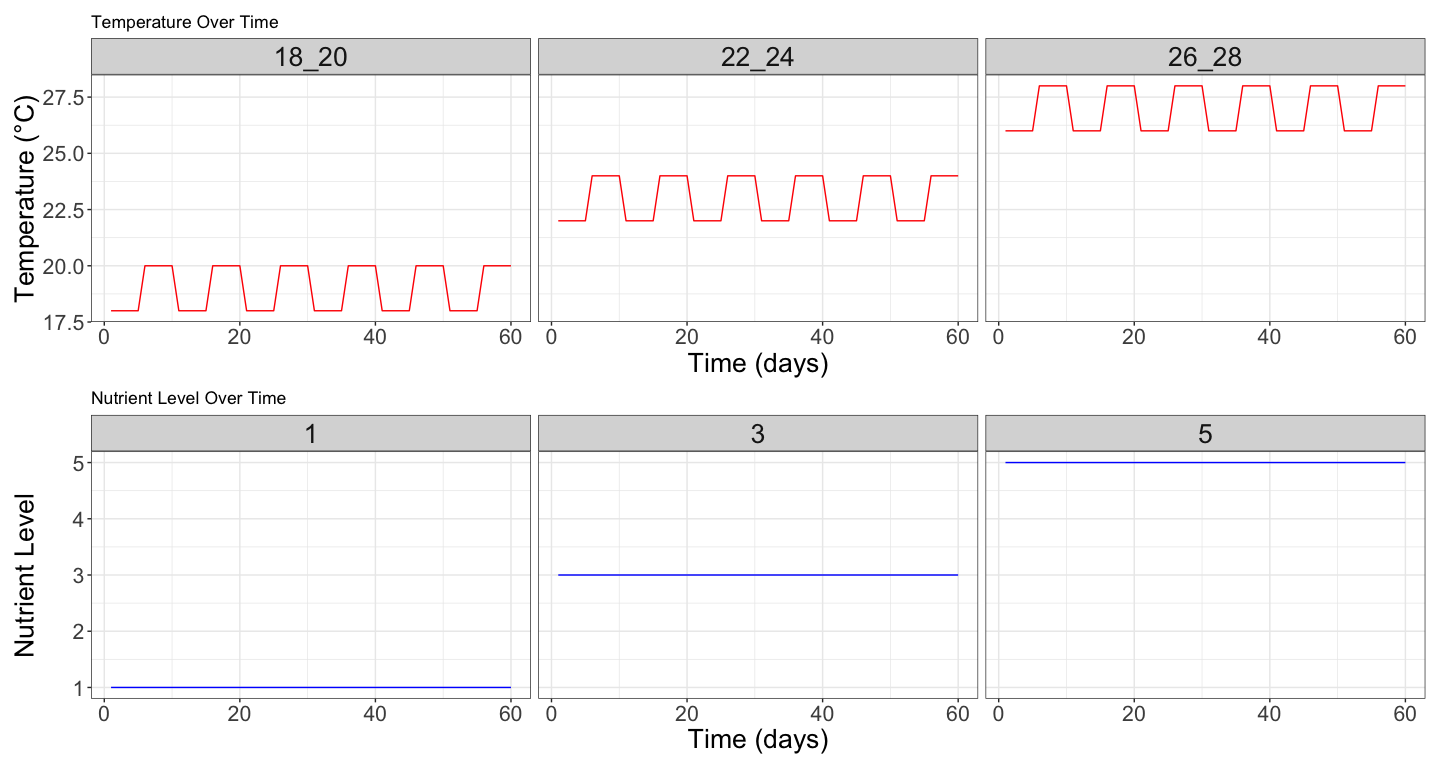 Temperature Over Time
18_20 22_24 26_28
Temperature (°C)
27.5
25.0
22.5
20.0
17.5
0 20 40 60 0 20 40 60 0 20 40 60
Time (days)
Nutrient Level Over Time
1 3 5
Nutrient Level
5
4
3
2
1
0 20 40 60 0 20 40 60 0 20 40 60
Time (days)